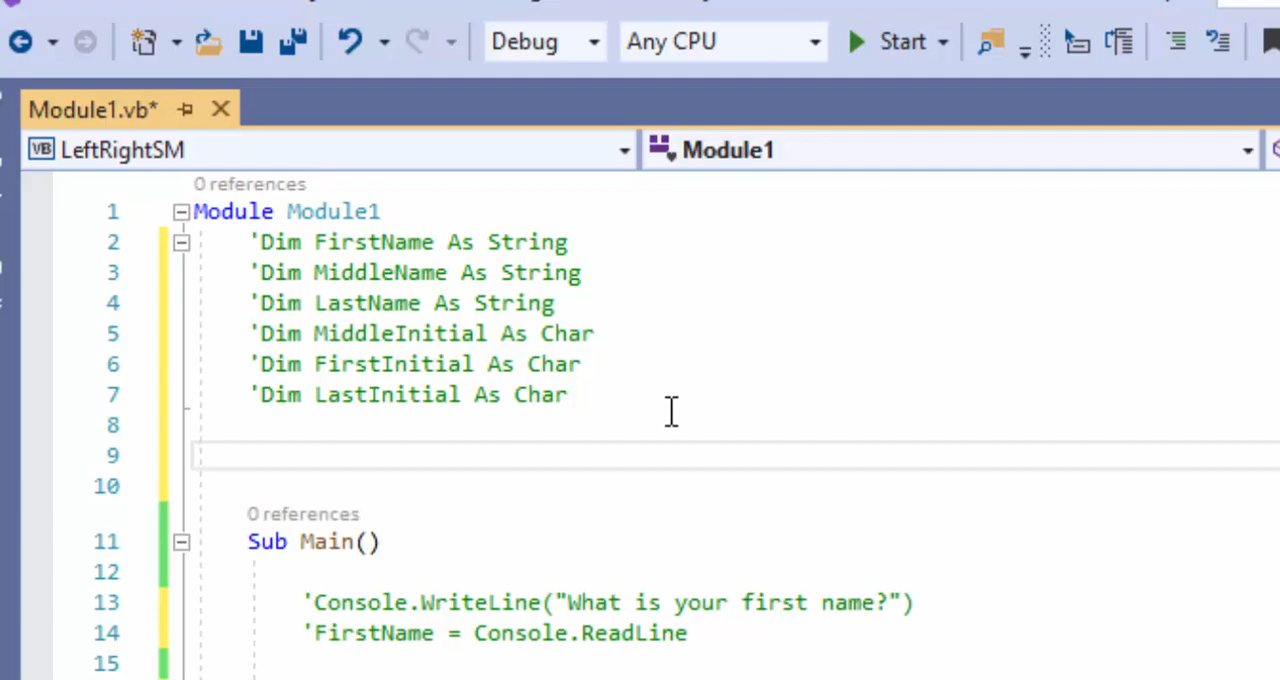 Debug
Any CPU
Start
Module1.vb*
VB LeftRightSM
Module1
0 references
1 Module Module1
2 'Dim FirstName As String
3 'Dim MiddleName As String
4 'Dim LastName As String
5 'Dim MiddleInitial As Char
6 'Dim FirstInitial As Char
7 'Dim LastInitial As Char
8
9
10
0 references
11 Sub Main()
12
13 'Console.WriteLine("What is your first name?")
14 'FirstName = Console.ReadLine
15